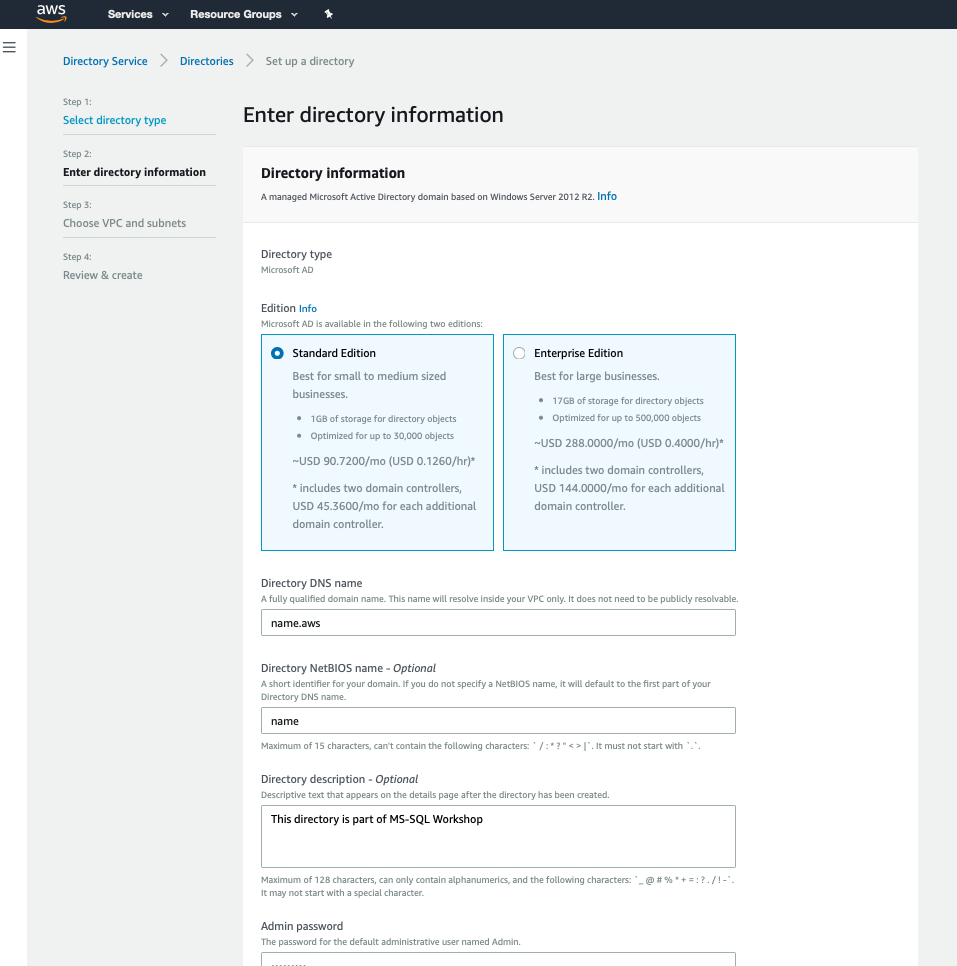 aws
Services
Resource Groups
Directory Service
Directories
Set up a directory
Step 1:
Select directory type
Step 2:
Enter directory information
Step 3:
Choose VPC and subnets
Step 4:
Review & create
Enter directory information
Directory information
A managed Microsoft Active Directory domain based on Windows Server 2012 R2. Info
Directory type
Microsoft AD
Edition Info
Microsoft AD is available in the following two editions:
Standard Edition
Best for small to medium sized
businesses.
• 1GB of storage for directory objects
• Optimized for up to 30,000 objects
~USD 90.7200/mo (USD 0.1260/hr)*
* includes two domain controllers,
USD 45.3600/mo for each additional
domain controller.
Enterprise Edition
Best for large businesses.
• 17GB of storage for directory objects
• Optimized for up to 500,000 objects
~USD 288.0000/mo (USD 0.4000/hr)*
* includes two domain controllers,
USD 144.0000/mo for each additional
domain controller.
Directory DNS name
A fully qualified domain name. This name will resolve inside your VPC only. It does not need to be publicly resolvable.
name.aws
Directory NetBIOS name - Optional
A short identifier for your domain. If you do not specify a NetBIOS name, it will default to the first part of your
Directory DNS name.
name
Maximum of 15 characters, can't contain the following characters: ` / : * ? " < > |`. It must not start with `.`.
Directory description - Optional
Descriptive text that appears on the details page after the directory has been created.
This directory is part of MS-SQL Workshop
Maximum of 128 characters, can only contain alphanumerics, and the following characters: `_ @ # % * + = : ? . / ! -`.
It may not start with a special character.
Admin password
The password for the default administrative user named Admin.